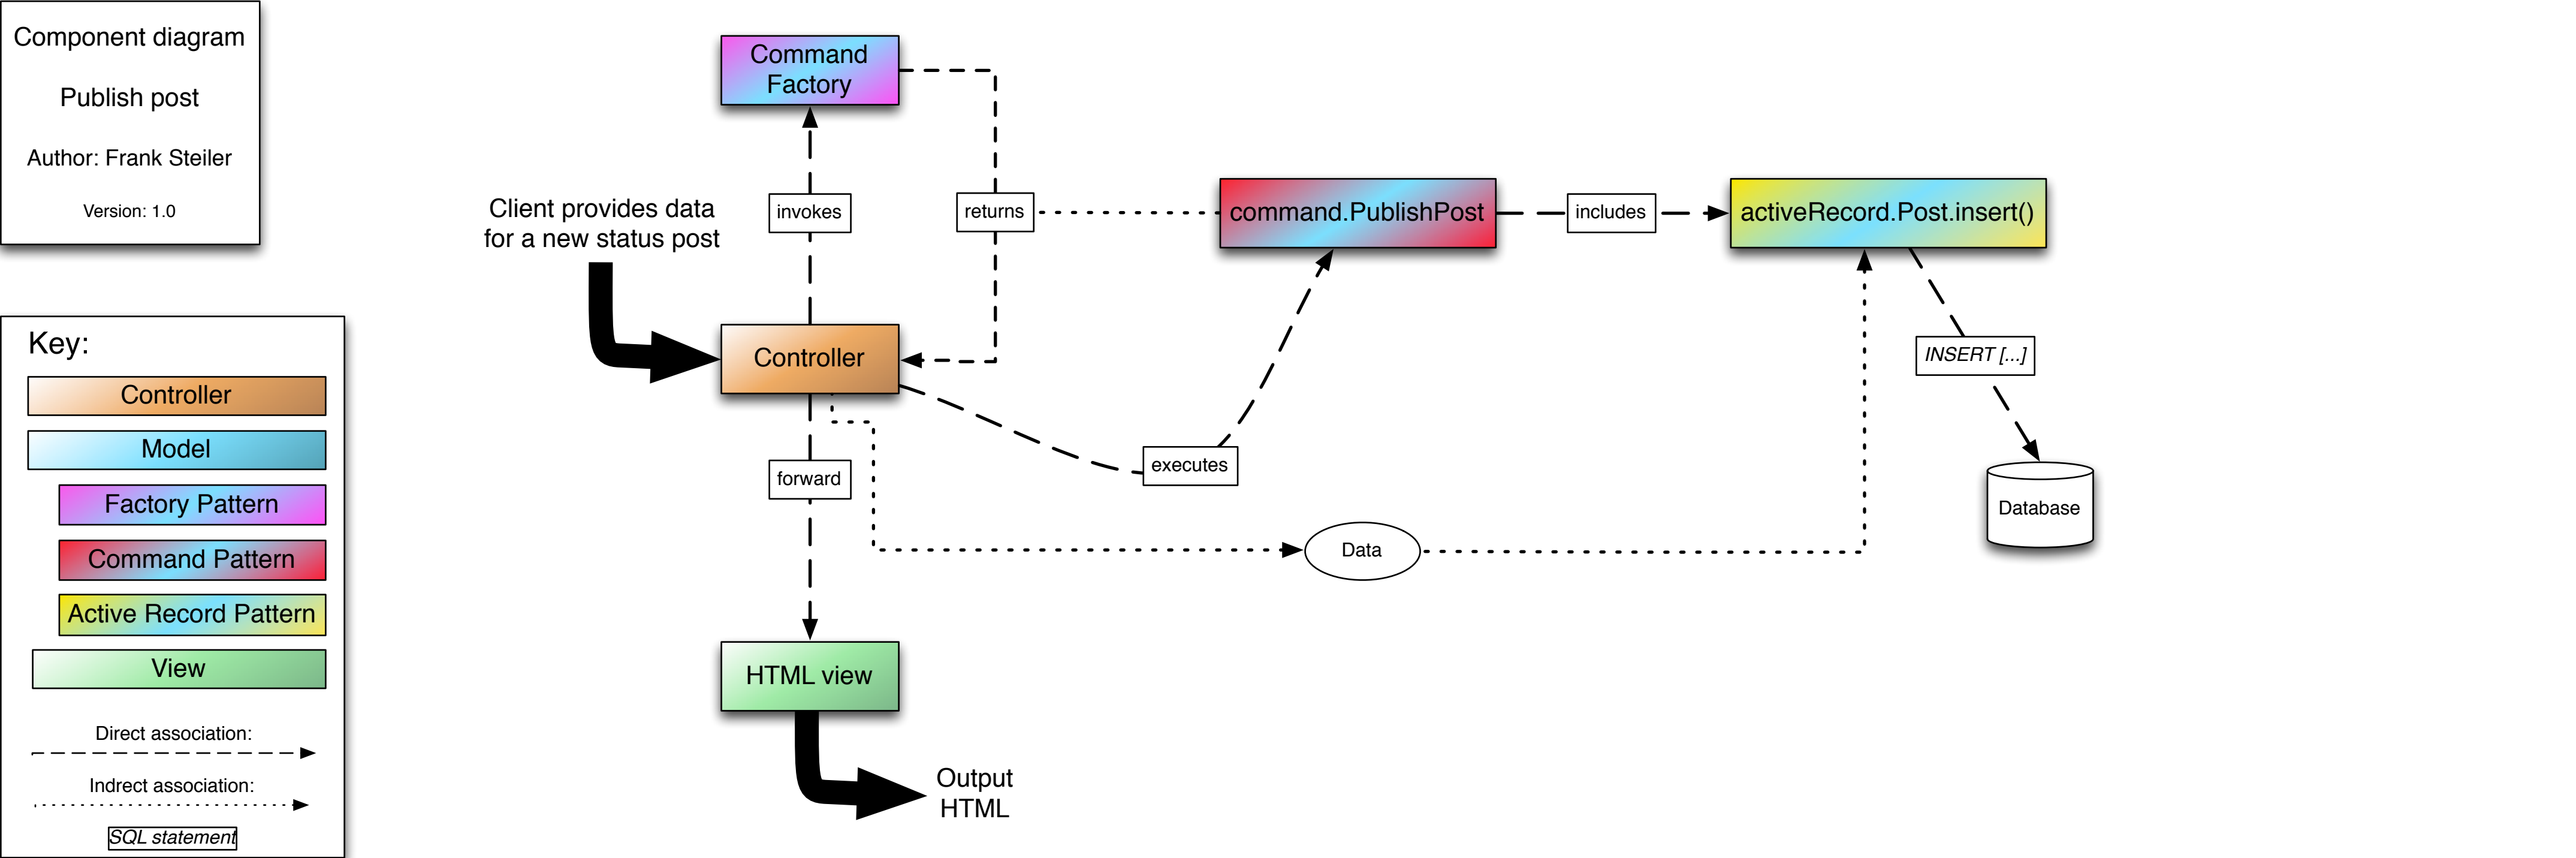 Component diagram
Publish post
Author: Frank Steiler
Version: 1.0
Key:
Controller
Model
Factory Pattern
Command Pattern
Active Record Pattern
View
Direct association:
Indirect association:
SQL statement
Command
Factory
invokes
returns
Client provides data
for a new status post
command.PublishPost
includes
activeRecord.Post.insert()
Controller
INSERT [...]
executes
forward
Data
Database
HTML view
Output
HTML